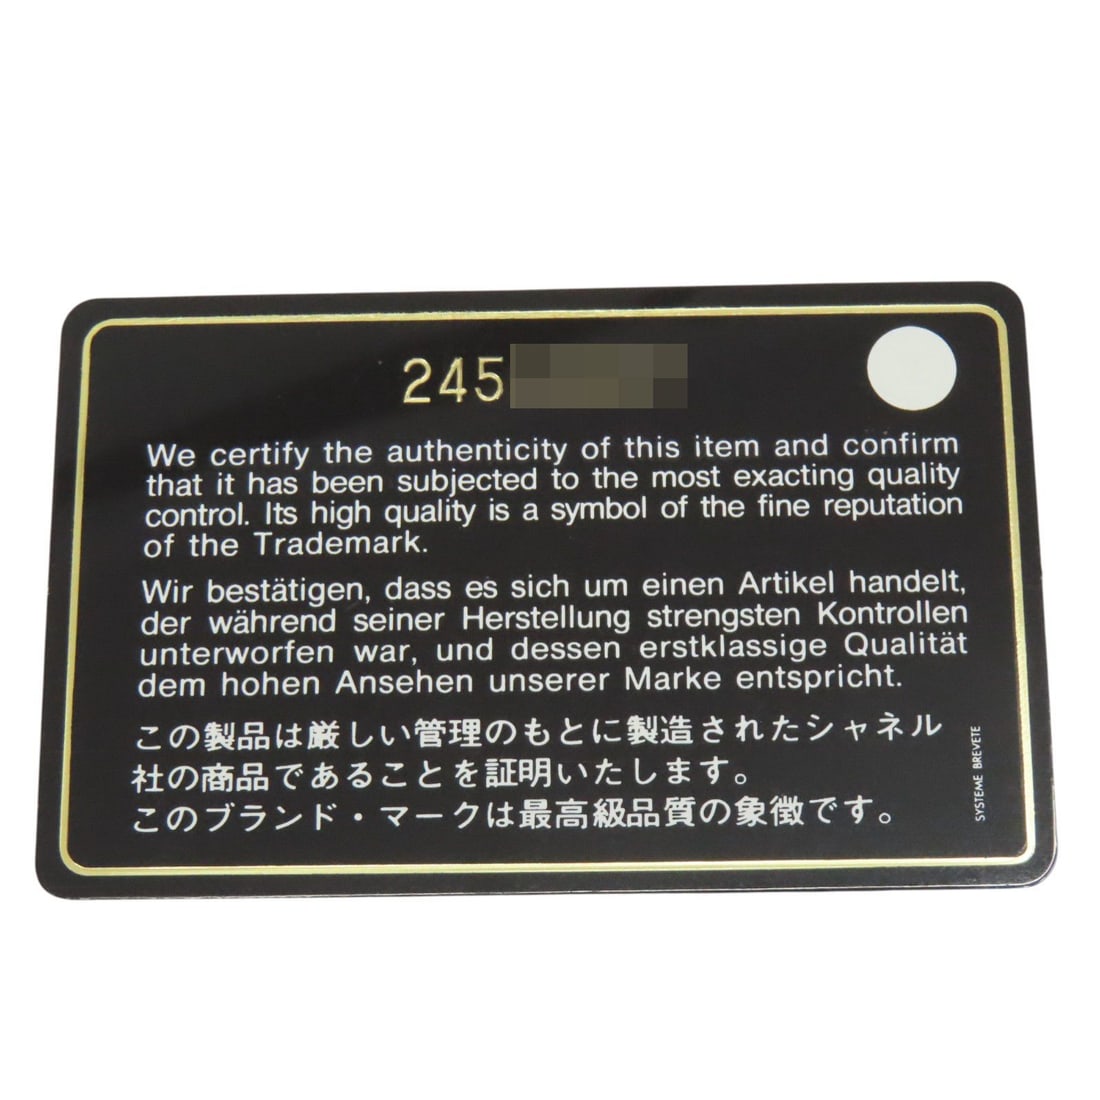 245
We certify the authenticity of this item and confirm
that it has been subjected to the most exacting quality
control. Its high quality is a symbol of the fine reputation
of the Trademark.
Wir bestätigen, dass es sich um einen Artikel handelt,
der während seiner Herstellung strengsten Kontrollen
unterworfen war, und dessen erstklassige Qualität
dem hohen Ansehen unserer Marke entspricht.
この製品は厳しい管理のもとに製造されたシャネル
社の商品であることを証明いたします。
このブランド・マークは最高級品質の象徴です。
SYSTEME BREVETE